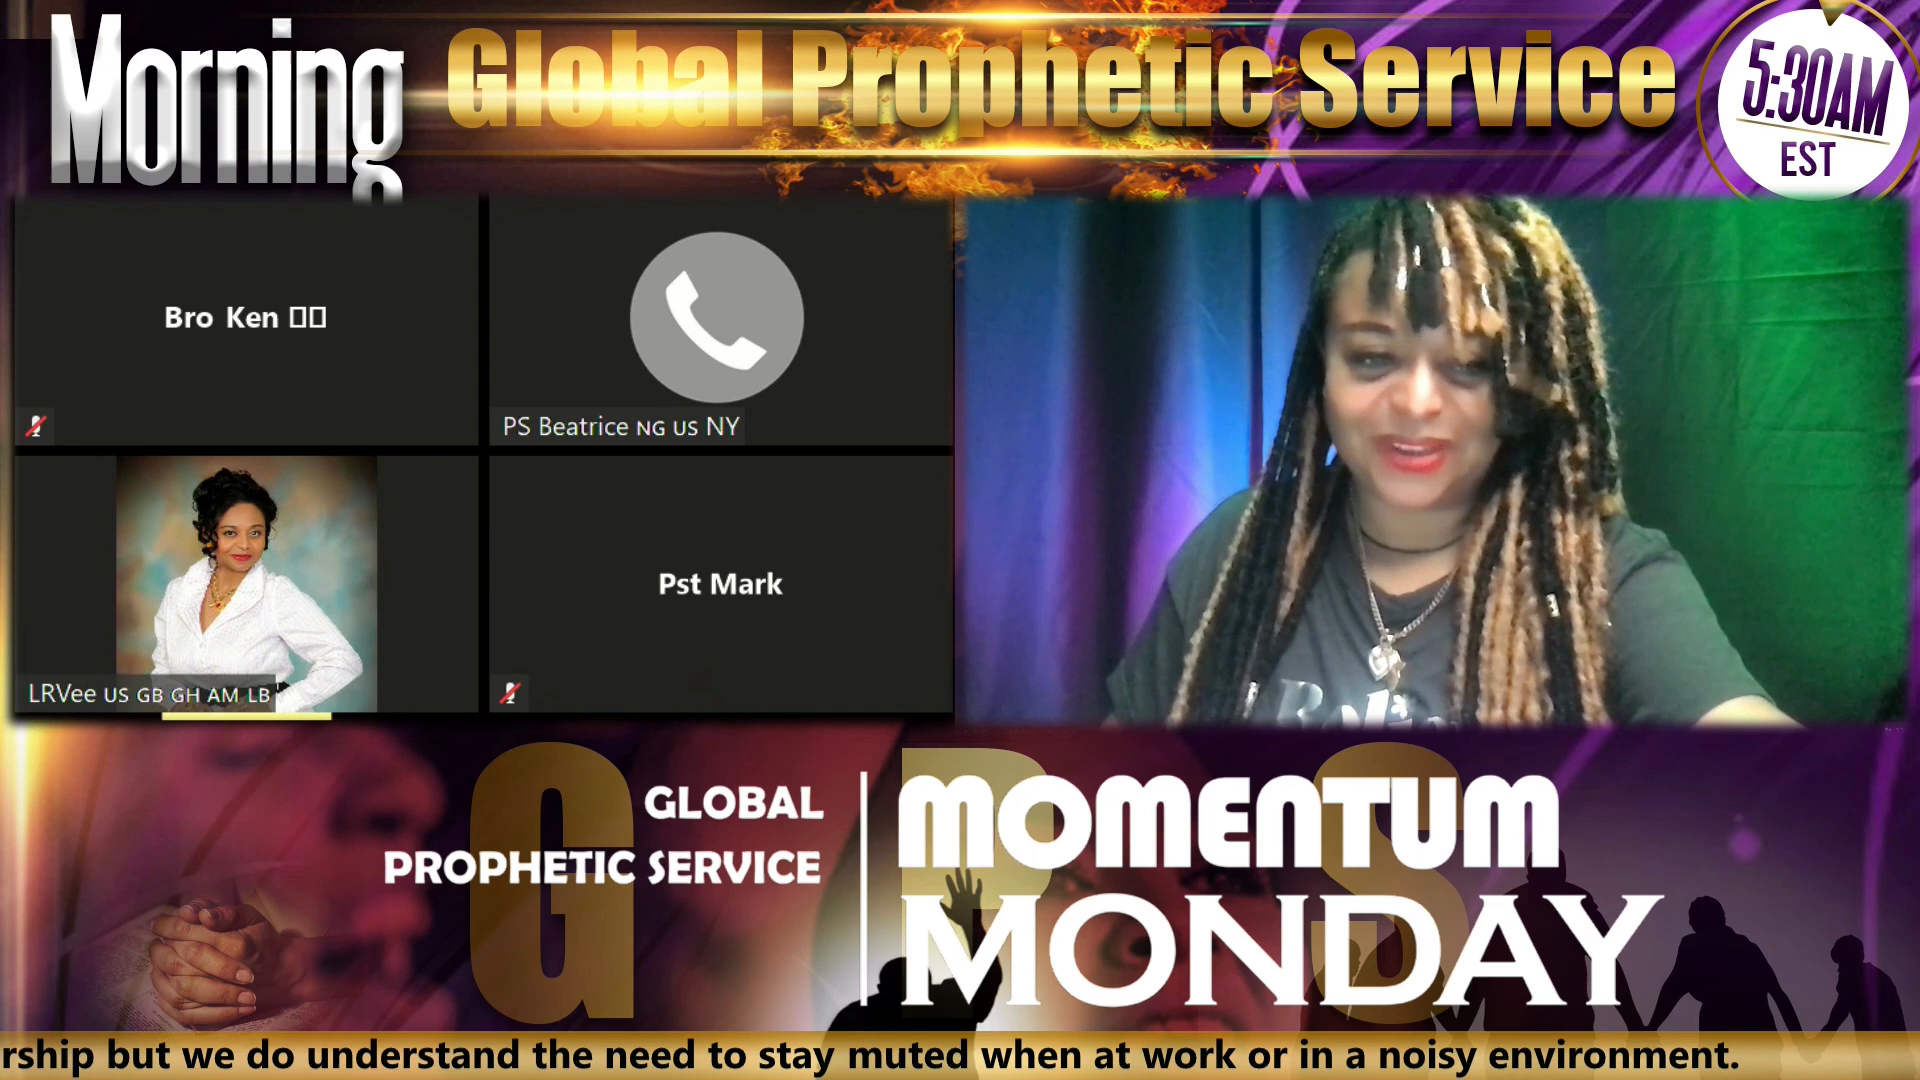 Morning
Global Prophetic Service
5:30AM
EST
Bro Ken
PS Beatrice NG US NY
LRVee US GB GH AM LB
Pst Mark
G P S
GLOBAL
PROPHETIC SERVICE
MOMENTUM
MONDAY
rship but we do understand the need to stay muted when at work or in a noisy environment.